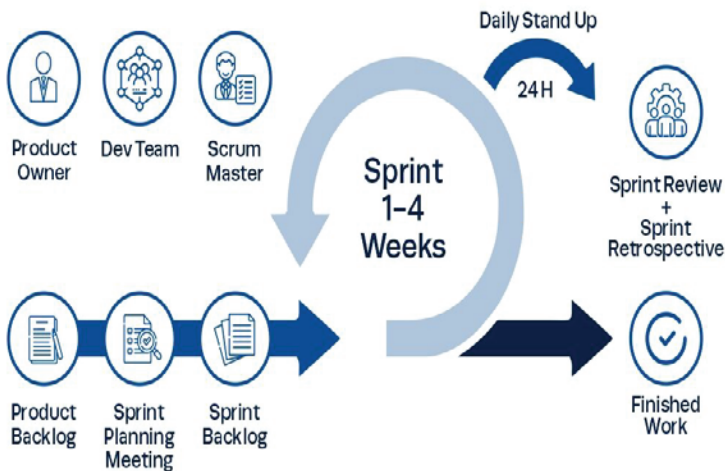 Daily Stand Up
24H
Product
Owner
Dev Team
Scrum
Master
Sprint
1–4
Weeks
Sprint Review
+
Sprint
Retrospective
Product
Backlog
Sprint
Planning
Meeting
Sprint
Backlog
Finished
Work